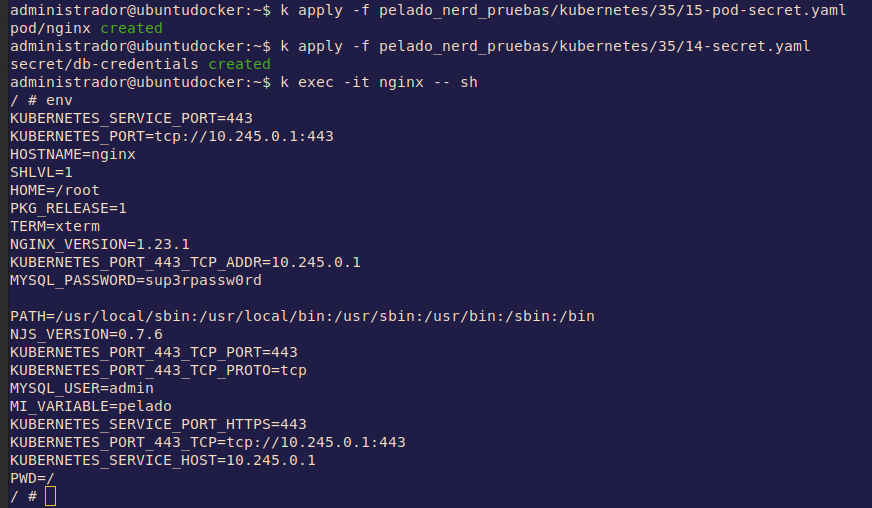 administrador@ubuntudocker:~$ k apply -f pelado_nerd_pruebas/kubernetes/35/15-pod-secret.yaml
pod/nginx created
administrador@ubuntudocker:~$ k apply -f pelado_nerd_pruebas/kubernetes/35/14-secret.yaml
secret/db-credentials created
administrador@ubuntudocker:~$ k exec -it nginx -- sh
/ # env
KUBERNETES_SERVICE_PORT=443
KUBERNETES_PORT=tcp://10.245.0.1:443
HOSTNAME=nginx
SHLVL=1
HOME=/root
PKG_RELEASE=1
TERM=xterm
NGINX_VERSION=1.23.1
KUBERNETES_PORT_443_TCP_ADDR=10.245.0.1
MYSQL_PASSWORD=sup3rpassw0rd

PATH=/usr/local/sbin:/usr/local/bin:/usr/sbin:/usr/bin:/sbin:/bin
NJS_VERSION=0.7.6
KUBERNETES_PORT_443_TCP_PORT=443
KUBERNETES_PORT_443_TCP_PROTO=tcp
MYSQL_USER=admin
MI_VARIABLE=pelado
KUBERNETES_SERVICE_PORT_HTTPS=443
KUBERNETES_PORT_443_TCP=tcp://10.245.0.1:443
KUBERNETES_SERVICE_HOST=10.245.0.1
PWD=/
/ #